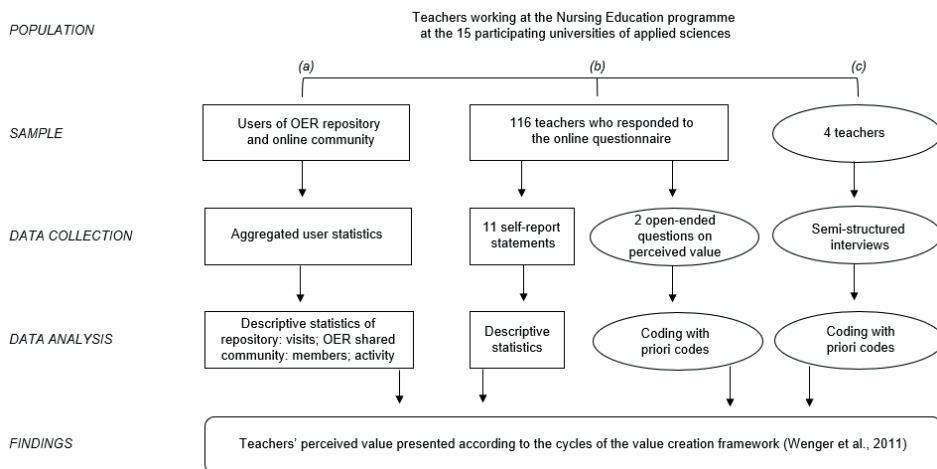 POPULATION
Teachers working at the Nursing Education programme
at the 15 participating universities of applied sciences
(a)
(b)
(c)
SAMPLE
Users of OER repository
and online community
116 teachers who responded to
the online questionnaire
4 teachers
DATA COLLECTION
Aggregated user statistics
11 self-report
statements
2 open-ended
questions on
perceived value
Semi-structured
interviews
DATA ANALYSIS
Descriptive statistics of
repository: visits; OER shared
community: members; activity
Descriptive
statistics
Coding with
priori codes
Coding with
priori codes
FINDINGS
Teachers' perceived value presented according to the cycles of the value creation framework (Wenger et al., 2011)